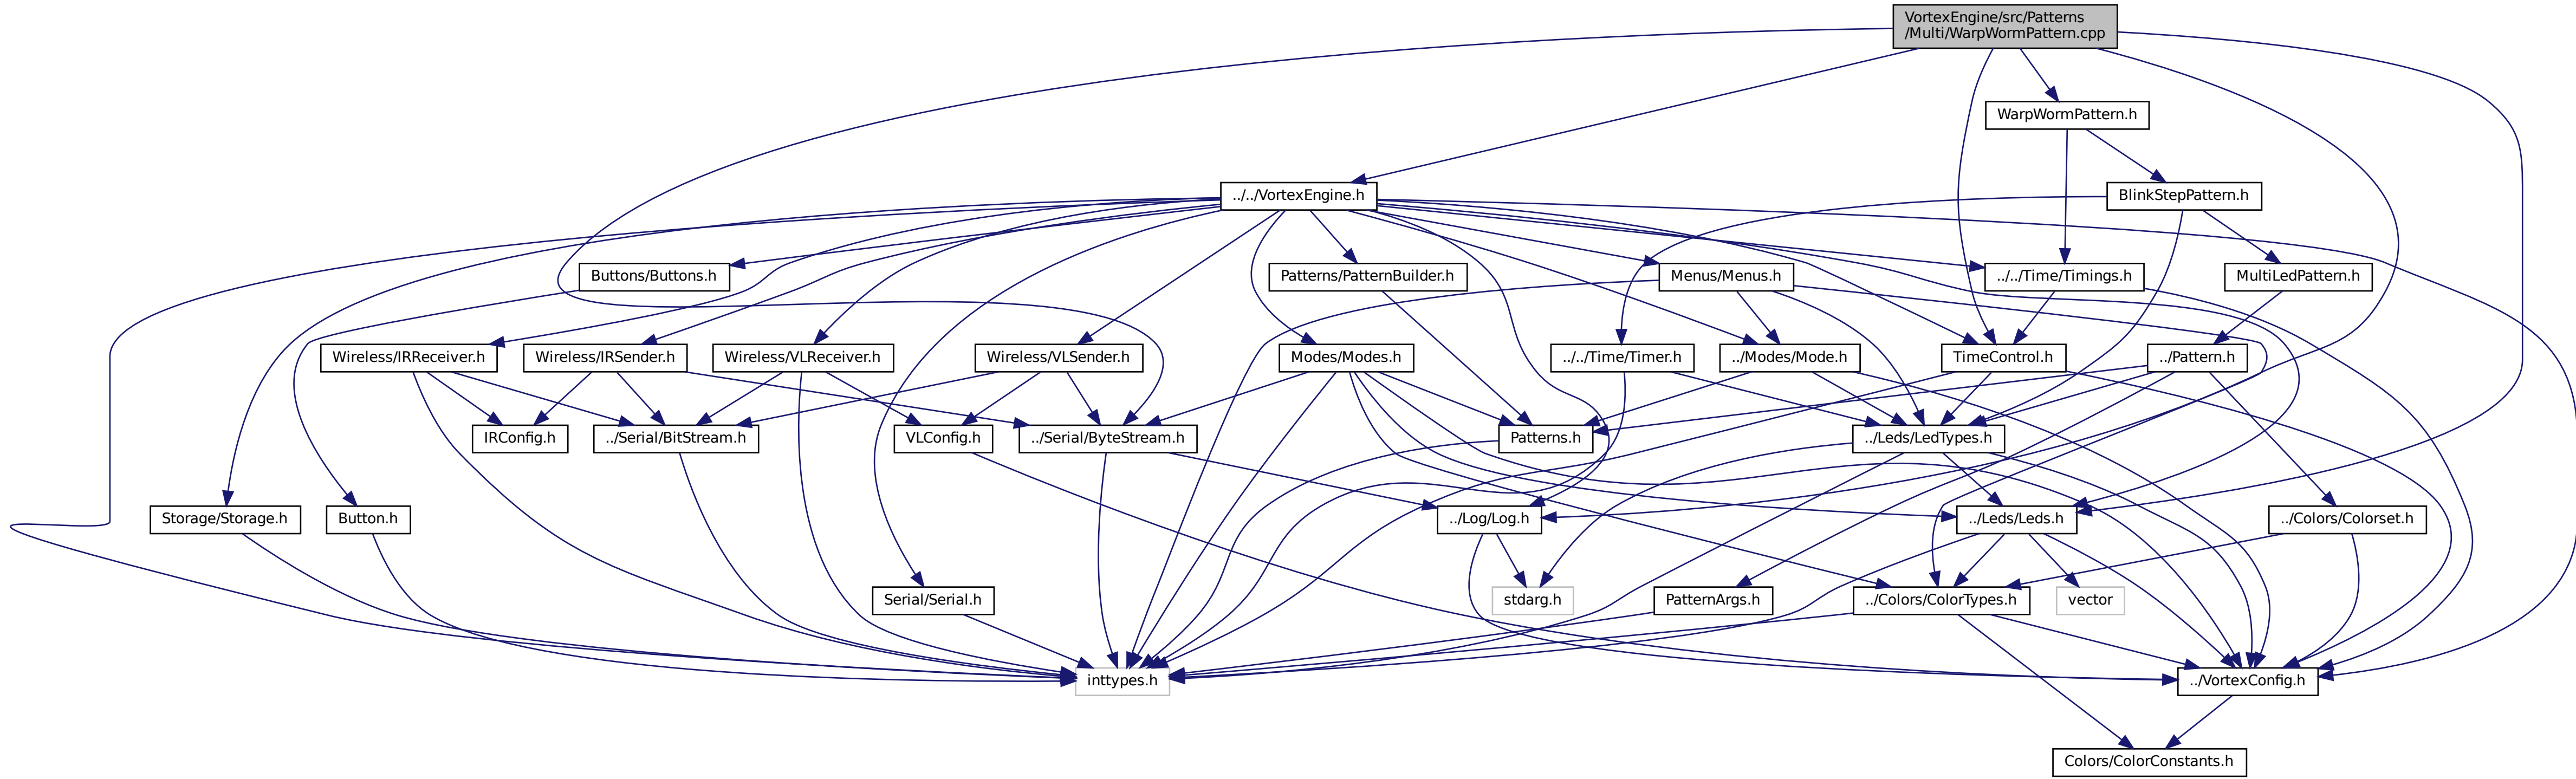 VortexEngine/src/Patterns
/Multi/WarpWormPattern.cpp
WarpWormPattern.h
../../VortexEngine.h
BlinkStepPattern.h
Buttons/Buttons.h
Patterns/PatternBuilder.h
Menus/Menus.h
../../Time/Timings.h
MultiLedPattern.h
Wireless/IRReceiver.h
Wireless/IRSender.h
Wireless/VLReceiver.h
Wireless/VLSender.h
Modes/Modes.h
../../Time/Timer.h
../Modes/Mode.h
TimeControl.h
../Pattern.h
IRConfig.h
../Serial/BitStream.h
VLConfig.h
../Serial/ByteStream.h
Patterns.h
../Leds/LedTypes.h
Storage/Storage.h
Button.h
../Log/Log.h
../Leds/Leds.h
../Colors/Colorset.h
Serial/Serial.h
stdarg.h
PatternArgs.h
../Colors/ColorTypes.h
vector
inttypes.h
../VortexConfig.h
Colors/ColorConstants.h